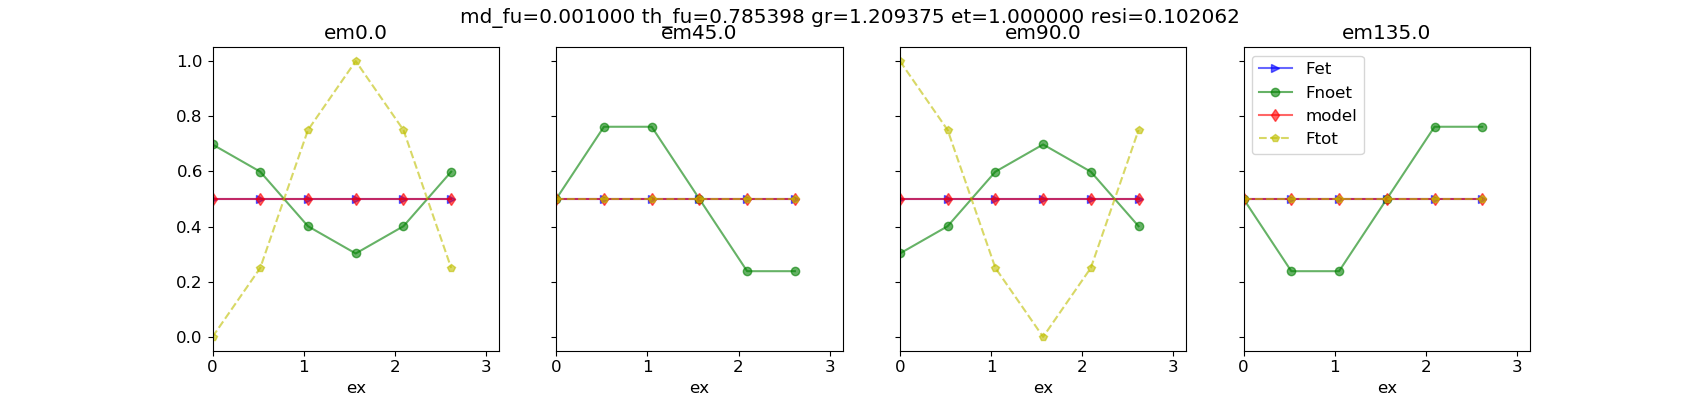 md_fu=0.001000 th_fu=0.785398 gr=1.209375 et=1.000000 resi=0.102062
em0.0 em45.0 em90.0 em135.0
1.0
0.8
0.6
0.4
0.2
0.0
Fet
Fnoet
model
Ftot
0 1 2 3 0 1 2 3 0 1 2 3 0 1 2 3
ex ex ex ex